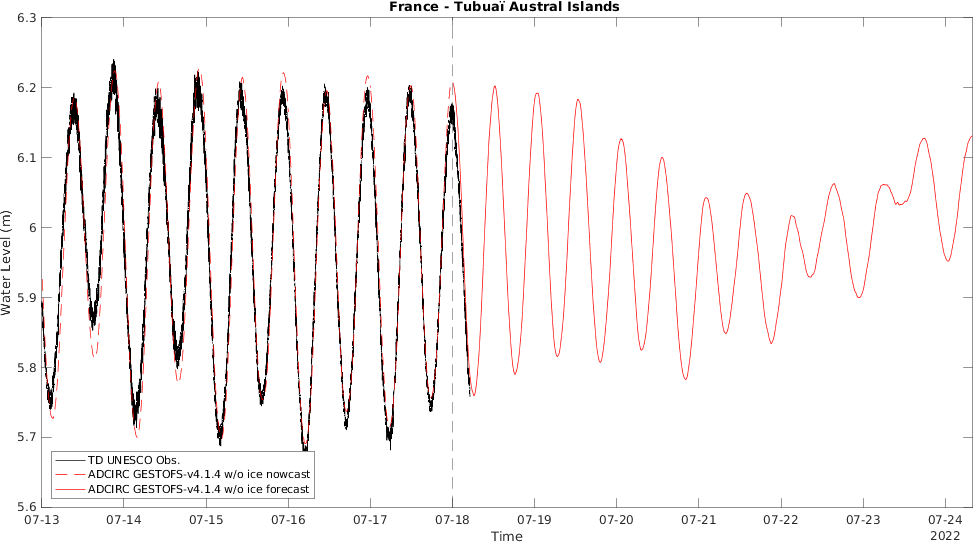 France - Tubuaï Austral Islands
6.3
6.2
6.1
6
5.9
5.8
5.7
5.6
Water Level (m)
TD UNESCO Obs.
ADCIRC GESTOFS-v4.1.4 w/o ice nowcast
ADCIRC GESTOFS-v4.1.4 w/o ice forecast
07-13 07-14 07-15 07-16 07-17 07-18 07-19 07-20 07-21 07-22 07-23 07-24
Time 2022